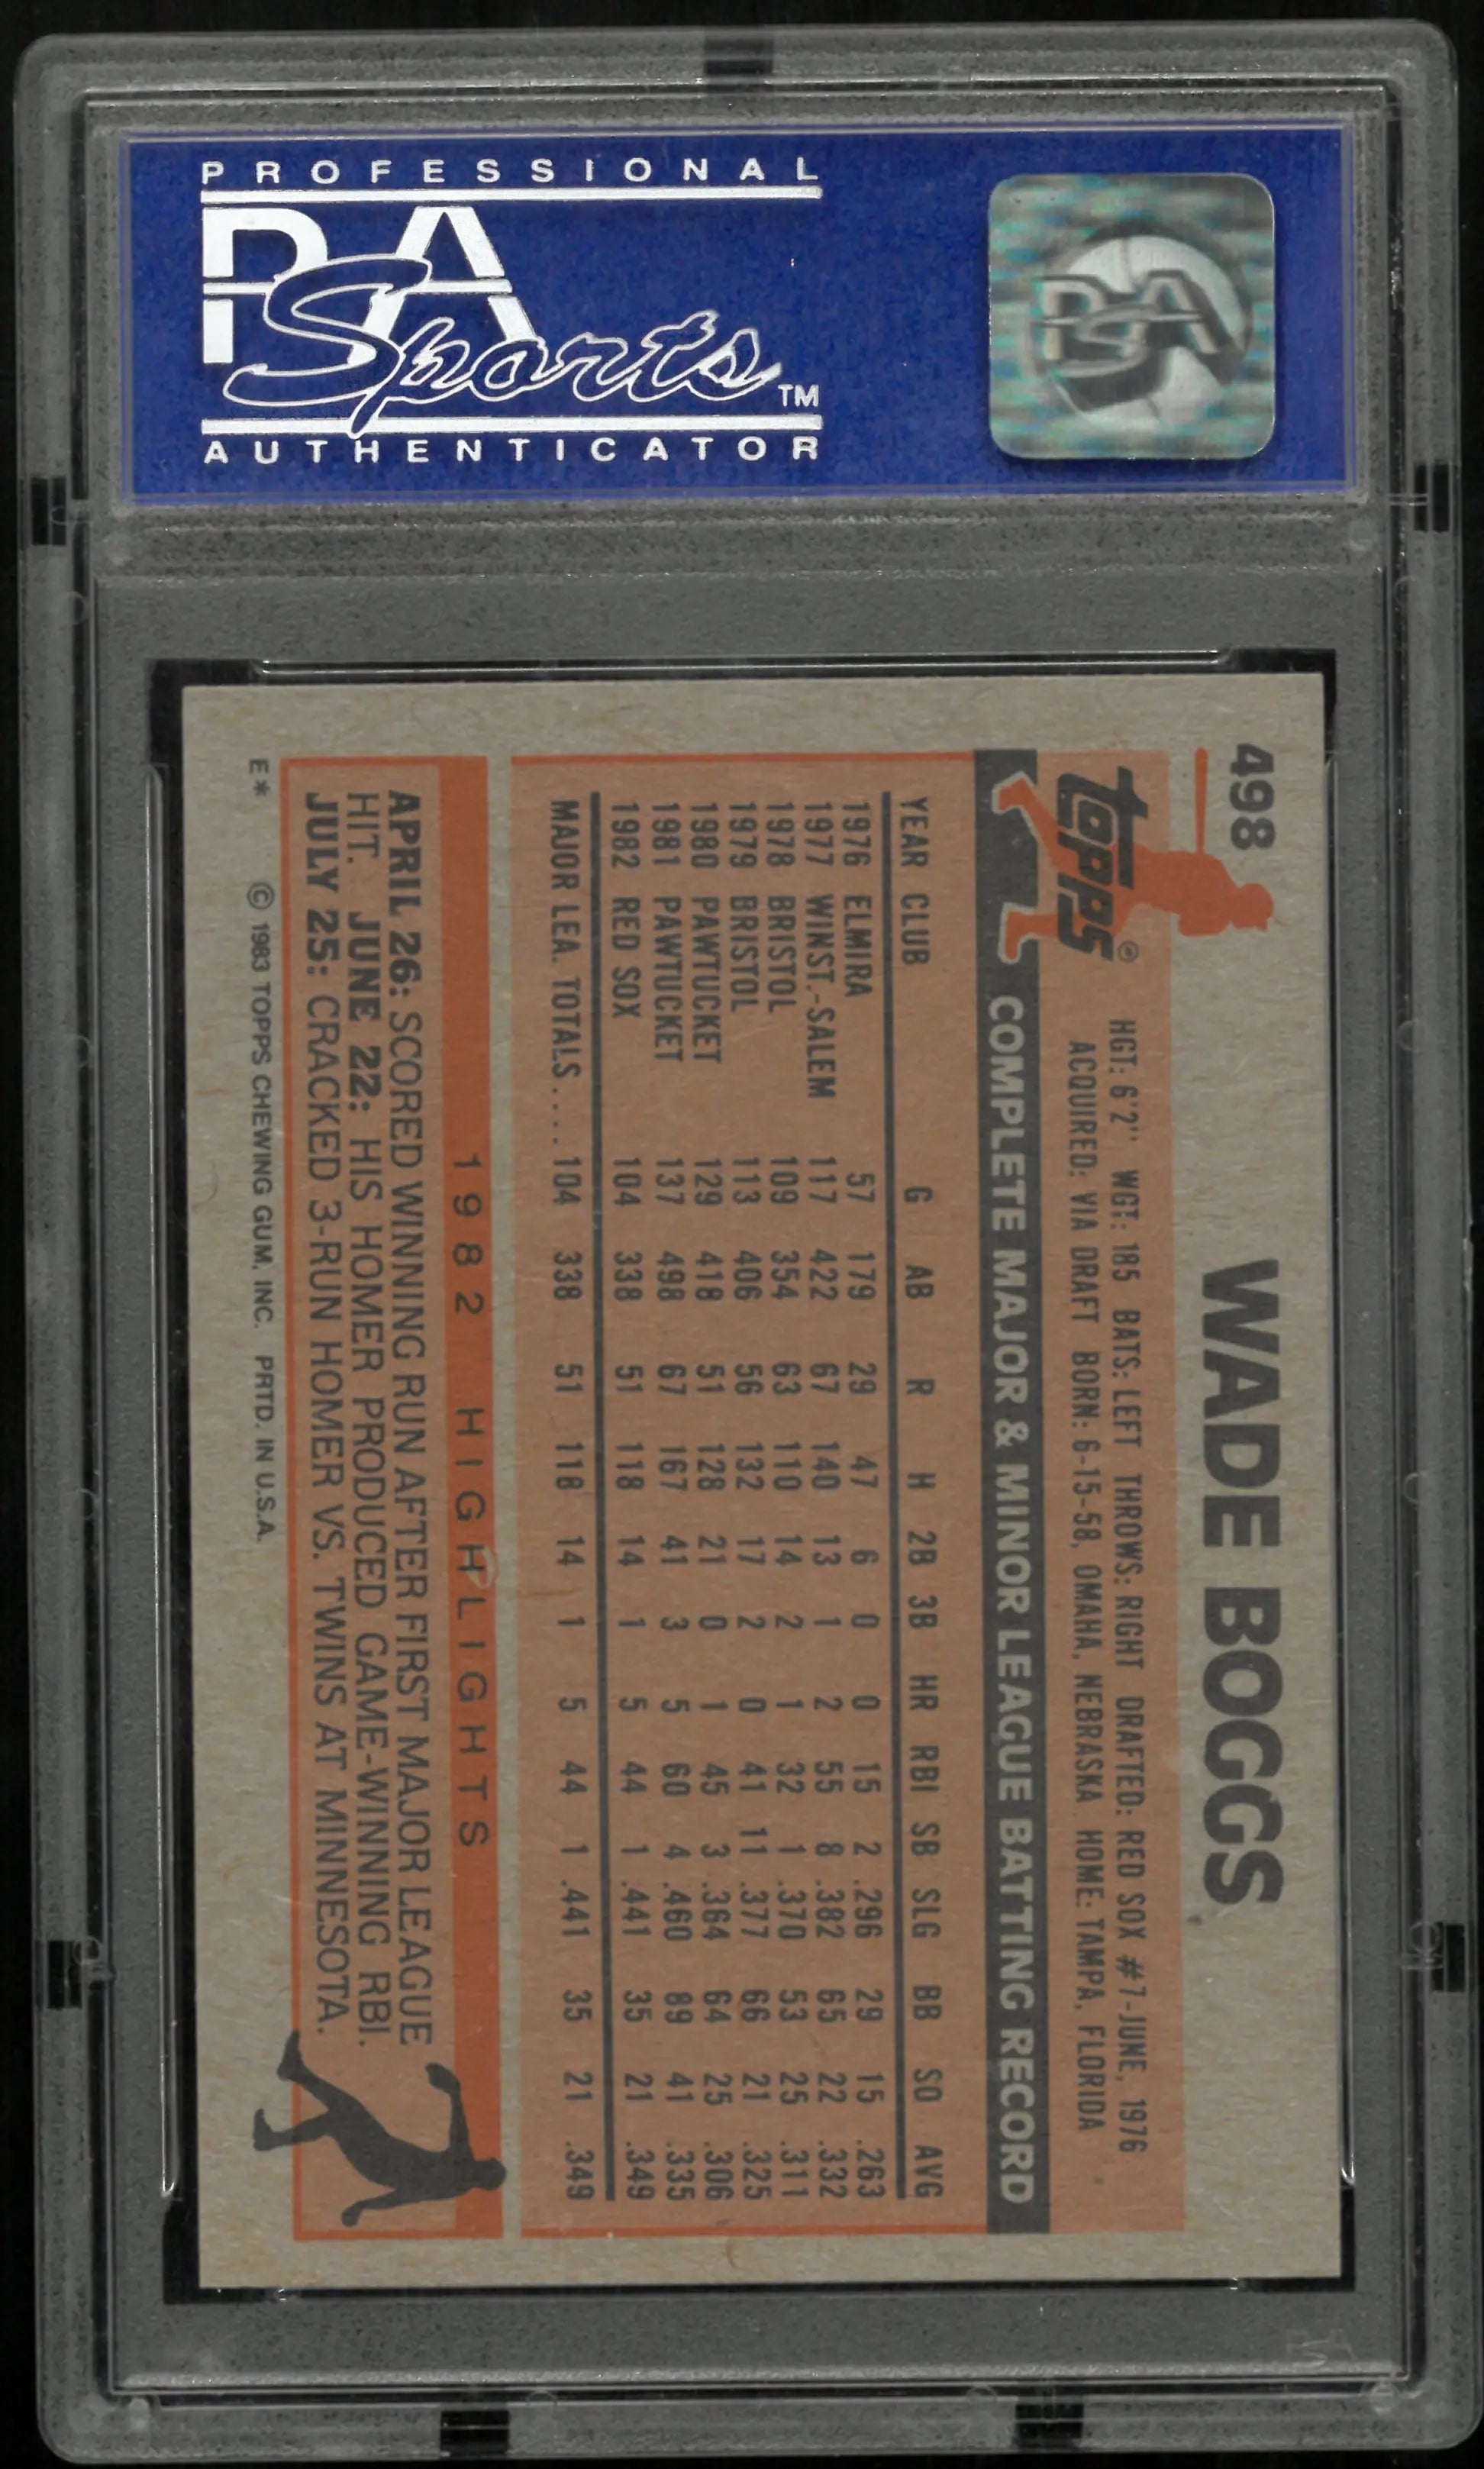 PROFESSIONAL
PSA
Sports™
AUTHENTICATOR
PSA
498
WADE BOGGS
Topps®
HGT: 6'2" WGT: 185 BATS: LEFT THROWS: RIGHT DRAFTED: RED SOX #7-JUNE, 1976
ACQUIRED: VIA DRAFT BORN: 6-15-58, OMAHA, NEBRASKA HOME: TAMPA, FLORIDA
COMPLETE MAJOR & MINOR LEAGUE BATTING RECORD
YEAR CLUB G AB R H 2B 3B HR RBI SB SLG BB SO AVG
1976 ELMIRA 57 179 29 47 6 0 0 15 2 .296 29 15 .263
1977 WINST.-SALEM 117 422 67 140 13 1 2 55 8 .382 65 22 .332
1978 BRISTOL 109 354 63 110 14 2 1 32 1 .370 53 25 .311
1979 BRISTOL 113 406 56 132 17 2 0 41 11 .377 66 21 .325
1980 PAWTUCKET 129 418 51 128 21 0 1 45 3 .364 64 25 .306
1981 PAWTUCKET 137 498 67 167 41 3 5 60 4 .460 89 41 .335
1982 RED SOX 104 338 51 118 14 1 5 44 1 .441 35 21 .349
MAJOR LEA. TOTALS.... 104 338 51 118 14 1 5 44 1 .441 35 21 .349
1982 HIGHLIGHTS
APRIL 26: SCORED WINNING RUN AFTER FIRST MAJOR LEAGUE
HIT. JUNE 22: HIS HOMER PRODUCED GAME-WINNING RBI.
JULY 25: CRACKED 3-RUN HOMER VS. TWINS AT MINNESOTA.
E* © 1983 TOPPS CHEWING GUM, INC. PRTD. IN U.S.A.